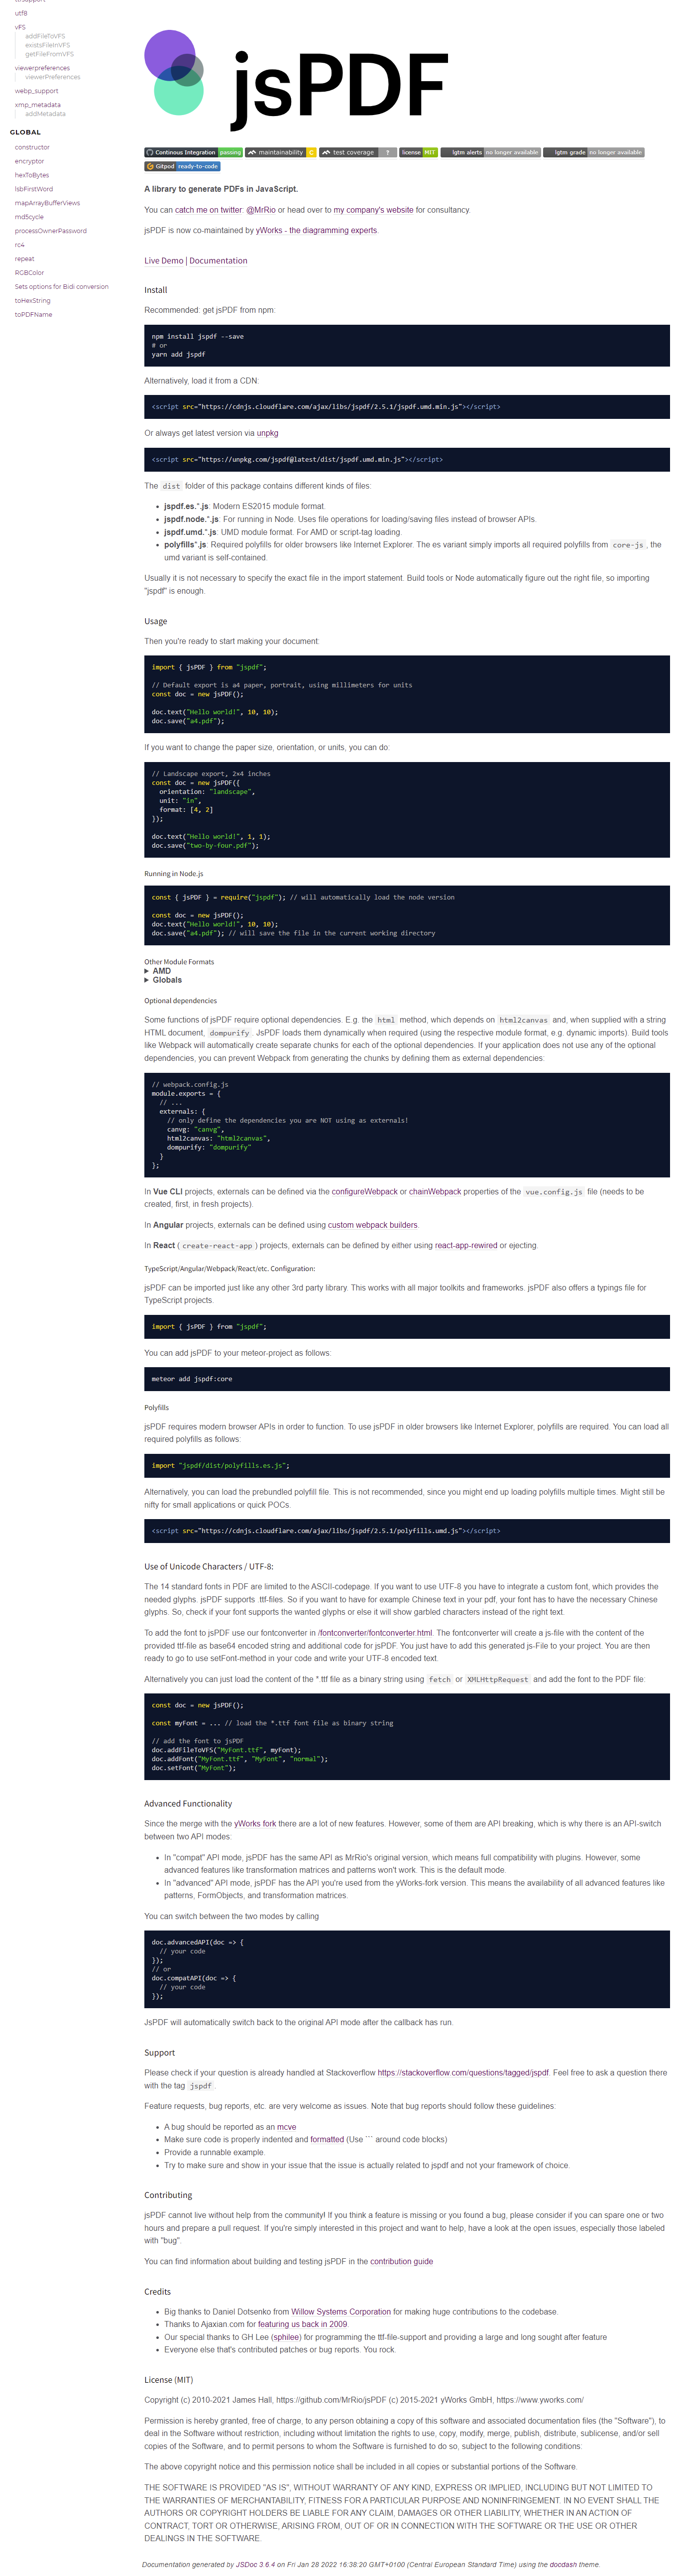 utf8
vFS
addFileToVFS
existsFileInVFS
getFileFromVFS
viewerpreferences
viewerPreferences
webp_support
xmp_metadata
addMetadata
GLOBAL
constructor
encryptor
hexToBytes
lsbFirstWord
mapArrayBufferViews
md5cycle
processOwnerPassword
rc4
repeat
RGBColor
Sets options for Bidi conversion
toHexString
toPDFName
jsPDF
Continous Integration passing maintainability C test coverage ? license MIT lgtm alerts no longer available lgtm grade no longer available
Gitpod ready-to-code
A library to generate PDFs in JavaScript.
You can catch me on twitter: @MrRio or head over to my company's website for consultancy.
jsPDF is now co-maintained by yWorks - the diagramming experts.
Live Demo | Documentation
Install
Recommended: get jsPDF from npm:
npm install jspdf --save
# or
yarn add jspdf
Alternatively, load it from a CDN:
<script src="https://cdnjs.cloudflare.com/ajax/libs/jspdf/2.5.1/jspdf.umd.min.js"></script>
Or always get latest version via unpkg
<script src="https://unpkg.com/jspdf@latest/dist/jspdf.umd.min.js"></script>
The dist folder of this package contains different kinds of files:
• jspdf.es.*.js: Modern ES2015 module format.
• jspdf.node.*.js: For running in Node. Uses file operations for loading/saving files instead of browser APIs.
• jspdf.umd.*.js: UMD module format. For AMD or script-tag loading.
• polyfills*.js: Required polyfills for older browsers like Internet Explorer. The es variant simply imports all required polyfills from core-js, the
umd variant is self-contained.
Usually it is not necessary to specify the exact file in the import statement. Build tools or Node automatically figure out the right file, so importing
"jspdf" is enough.
Usage
Then you're ready to start making your document:
import { jsPDF } from "jspdf";
// Default export is a4 paper, portrait, using millimeters for units
const doc = new jsPDF();
doc.text("Hello world!", 10, 10);
doc.save("a4.pdf");
If you want to change the paper size, orientation, or units, you can do:
// Landscape export, 2×4 inches
const doc = new jsPDF({
orientation: "landscape",
unit: "in",
format: [4, 2]
});
doc.text("Hello world!", 1, 1);
doc.save("two-by-four.pdf");
Running in Node.js
const { jsPDF } = require("jspdf"); // will automatically load the node version
const doc = new jsPDF();
doc.text("Hello world!", 10, 10);
doc.save("a4.pdf"); // will save the file in the current working directory
Other Module Formats
▶ AMD
▶ Globals
Optional dependencies
Some functions of jsPDF require optional dependencies. E.g. the html method, which depends on html2canvas and, when supplied with a string
HTML document, dompurify. JsPDF loads them dynamically when required (using the respective module format, e.g. dynamic imports). Build tools
like Webpack will automatically create separate chunks for each of the optional dependencies. If your application does not use any of the optional
dependencies, you can prevent Webpack from generating the chunks by defining them as external dependencies:
// webpack.config.js
module.exports = {
// ...
externals: {
// only define the dependencies you are NOT using as externals!
canvg: "canvg",
html2canvas: "html2canvas",
dompurify: "dompurify"
}
};
In Vue CLI projects, externals can be defined via the configureWebpack or chainWebpack properties of the vue.config.js file (needs to be
created, first, in fresh projects).
In Angular projects, externals can be defined using custom webpack builders.
In React (create-react-app) projects, externals can be defined by either using react-app-rewired or ejecting.
TypeScript/Angular/Webpack/React/etc. Configuration:
jsPDF can be imported just like any other 3rd party library. This works with all major toolkits and frameworks. jsPDF also offers a typings file for
TypeScript projects.
import { jsPDF } from "jspdf";
You can add jsPDF to your meteor-project as follows:
meteor add jspdf:core
Polyfills
jsPDF requires modern browser APIs in order to function. To use jsPDF in older browsers like Internet Explorer, polyfills are required. You can load all
required polyfills as follows:
import "jspdf/dist/polyfills.es.js";
Alternatively, you can load the prebundled polyfill file. This is not recommended, since you might end up loading polyfills multiple times. Might still be
nifty for small applications or quick POCs.
<script src="https://cdnjs.cloudflare.com/ajax/libs/jspdf/2.5.1/polyfills.umd.js"></script>
Use of Unicode Characters / UTF-8:
The 14 standard fonts in PDF are limited to the ASCII-codepage. If you want to use UTF-8 you have to integrate a custom font, which provides the
needed glyphs. jsPDF supports .ttf-files. So if you want to have for example Chinese text in your pdf, your font has to have the necessary Chinese
glyphs. So, check if your font supports the wanted glyphs or else it will show garbled characters instead of the right text.
To add the font to jsPDF use our fontconverter in /fontconverter/fontconverter.html. The fontconverter will create a js-file with the content of the
provided ttf-file as base64 encoded string and additional code for jsPDF. You just have to add this generated js-File to your project. You are then
ready to go to use setFont-method in your code and write your UTF-8 encoded text.
Alternatively you can just load the content of the *.ttf file as a binary string using fetch or XMLHttpRequest and add the font to the PDF file:
const doc = new jsPDF();
const myFont = ... // load the *.ttf font file as binary string
// add the font to jsPDF
doc.addFileToVFS("MyFont.ttf", myFont);
doc.addFont("MyFont.ttf", "MyFont", "normal");
doc.setFont("MyFont");
Advanced Functionality
Since the merge with the yWorks fork there are a lot of new features. However, some of them are API breaking, which is why there is an API-switch
between two API modes:
• In "compat" API mode, jsPDF has the same API as MrRio's original version, which means full compatibility with plugins. However, some
advanced features like transformation matrices and patterns won't work. This is the default mode.
• In "advanced" API mode, jsPDF has the API you're used from the yWorks-fork version. This means the availability of all advanced features like
patterns, FormObjects, and transformation matrices.
You can switch between the two modes by calling
doc.advancedAPI(doc => {
// your code
});
// or
doc.compatAPI(doc => {
// your code
});
JsPDF will automatically switch back to the original API mode after the callback has run.
Support
Please check if your question is already handled at Stackoverflow https://stackoverflow.com/questions/tagged/jspdf. Feel free to ask a question there
with the tag jspdf.
Feature requests, bug reports, etc. are very welcome as issues. Note that bug reports should follow these guidelines:
• A bug should be reported as an mcve
• Make sure code is properly indented and formatted (Use ``` around code blocks)
• Provide a runnable example.
• Try to make sure and show in your issue that the issue is actually related to jspdf and not your framework of choice.
Contributing
jsPDF cannot live without help from the community! If you think a feature is missing or you found a bug, please consider if you can spare one or two
hours and prepare a pull request. If you're simply interested in this project and want to help, have a look at the open issues, especially those labeled
with "bug".
You can find information about building and testing jsPDF in the contribution guide
Credits
• Big thanks to Daniel Dotsenko from Willow Systems Corporation for making huge contributions to the codebase.
• Thanks to Ajaxian.com for featuring us back in 2009.
• Our special thanks to GH Lee (sphilee) for programming the ttf-file-support and providing a large and long sought after feature
• Everyone else that's contributed patches or bug reports. You rock.
License (MIT)
Copyright (c) 2010-2021 James Hall, https://github.com/MrRio/jsPDF (c) 2015-2021 yWorks GmbH, https://www.yworks.com/
Permission is hereby granted, free of charge, to any person obtaining a copy of this software and associated documentation files (the "Software"), to
deal in the Software without restriction, including without limitation the rights to use, copy, modify, merge, publish, distribute, sublicense, and/or sell
copies of the Software, and to permit persons to whom the Software is furnished to do so, subject to the following conditions:
The above copyright notice and this permission notice shall be included in all copies or substantial portions of the Software.
THE SOFTWARE IS PROVIDED "AS IS", WITHOUT WARRANTY OF ANY KIND, EXPRESS OR IMPLIED, INCLUDING BUT NOT LIMITED TO
THE WARRANTIES OF MERCHANTABILITY, FITNESS FOR A PARTICULAR PURPOSE AND NONINFRINGEMENT. IN NO EVENT SHALL THE
AUTHORS OR COPYRIGHT HOLDERS BE LIABLE FOR ANY CLAIM, DAMAGES OR OTHER LIABILITY, WHETHER IN AN ACTION OF
CONTRACT, TORT OR OTHERWISE, ARISING FROM, OUT OF OR IN CONNECTION WITH THE SOFTWARE OR THE USE OR OTHER
DEALINGS IN THE SOFTWARE.
Documentation generated by JSDoc 3.6.4 on Fri Jan 28 2022 16:38:20 GMT+0100 (Central European Standard Time) using the docdash theme.